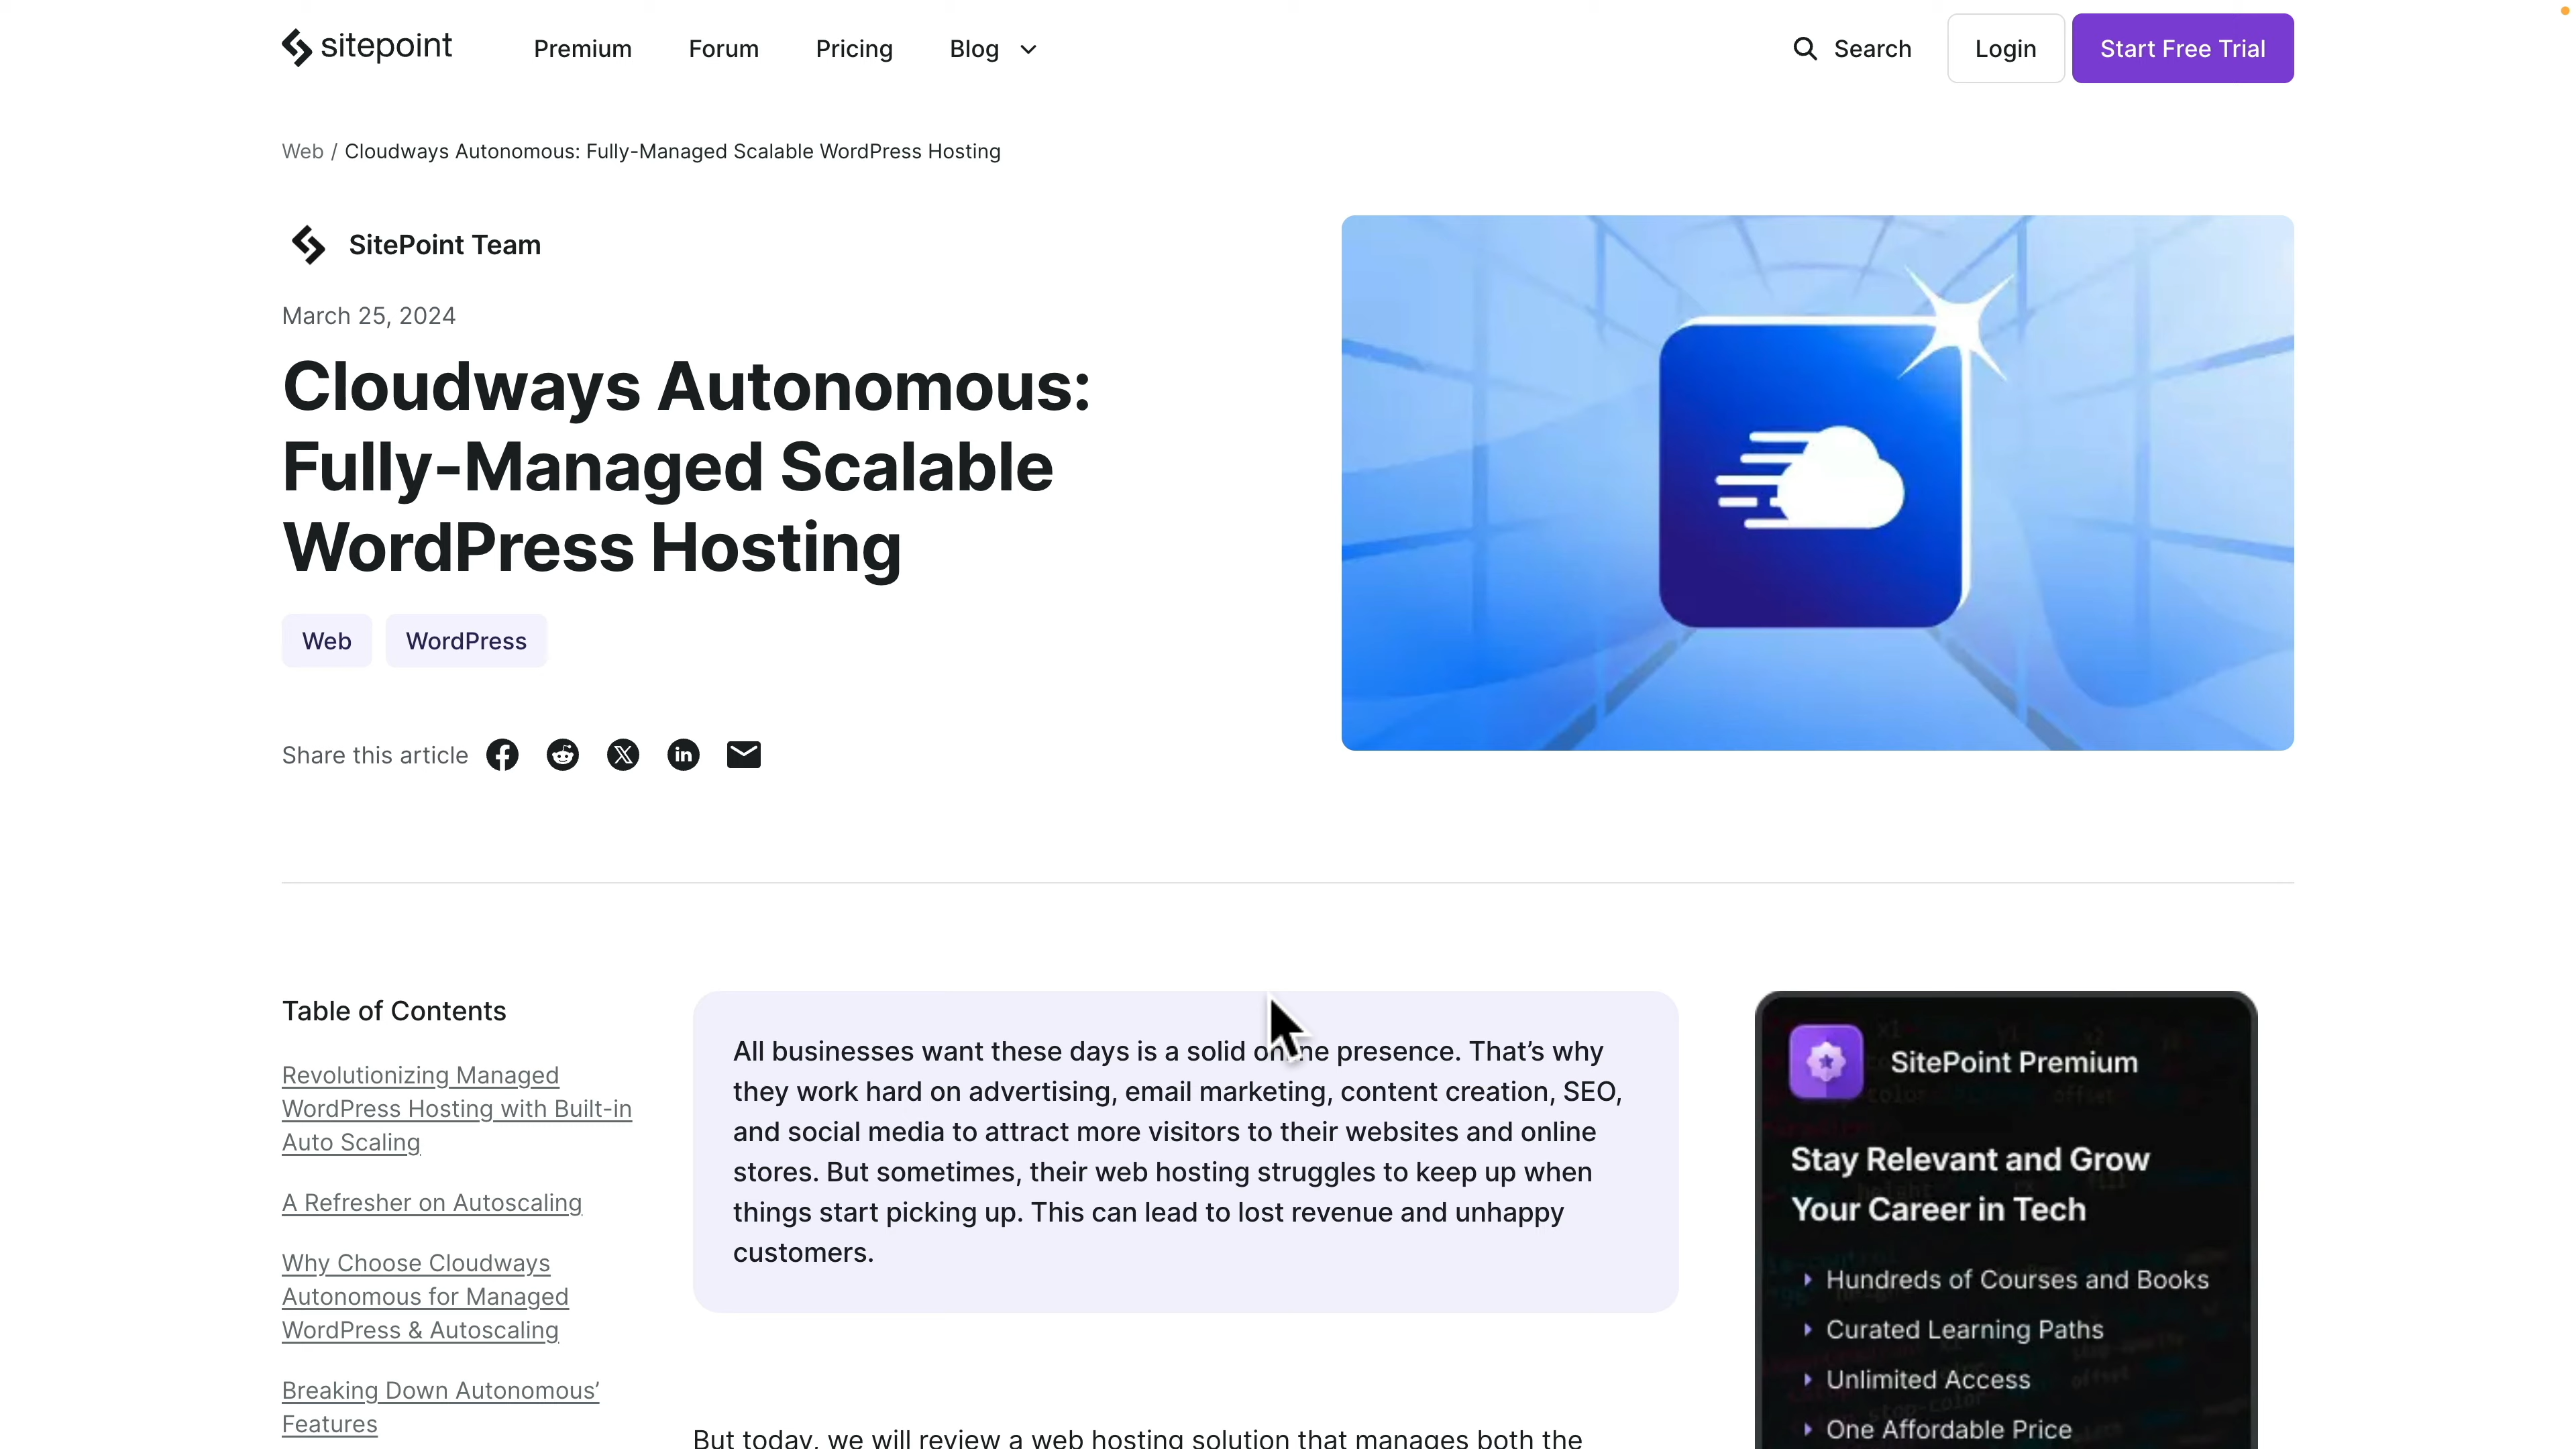 sitepoint
Premium
Forum
Pricing
Blog
Search
Login
Start Free Trial
Web / Cloudways Autonomous: Fully-Managed Scalable WordPress Hosting
SitePoint Team
March 25, 2024
Cloudways Autonomous:
Fully-Managed Scalable
WordPress Hosting
Web
WordPress
Share this article
Table of Contents
Revolutionizing Managed
WordPress Hosting with Built-in
Auto Scaling
A Refresher on Autoscaling
Why Choose Cloudways
Autonomous for Managed
WordPress & Autoscaling
Breaking Down Autonomous’
Features
All businesses want these days is a solid online presence. That’s why
they work hard on advertising, email marketing, content creation, SEO,
and social media to attract more visitors to their websites and online
stores. But sometimes, their web hosting struggles to keep up when
things start picking up. This can lead to lost revenue and unhappy
customers.
But today, we will review a web hosting solution that manages both the
SitePoint Premium
Stay Relevant and Grow
Your Career in Tech
Hundreds of Courses and Books
Curated Learning Paths
Unlimited Access
One Affordable Price